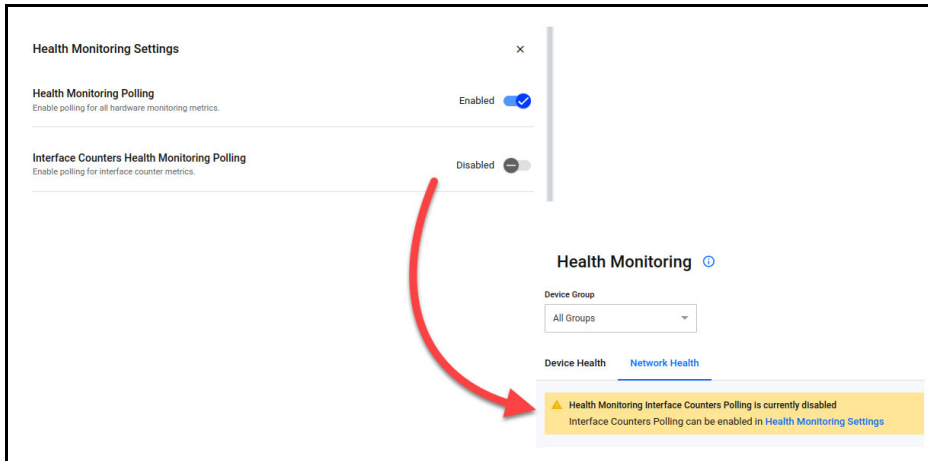 Health Monitoring Settings
Health Monitoring Polling
Enable polling for all hardware monitoring metrics.
Enabled
Interface Counters Health Monitoring Polling
Enable polling for interface counter metrics.
Disabled
Health Monitoring
Device Group
All Groups
Device Health Network Health
Health Monitoring Interface Counters Polling is currently disabled
Interface Counters Polling can be enabled in Health Monitoring Settings